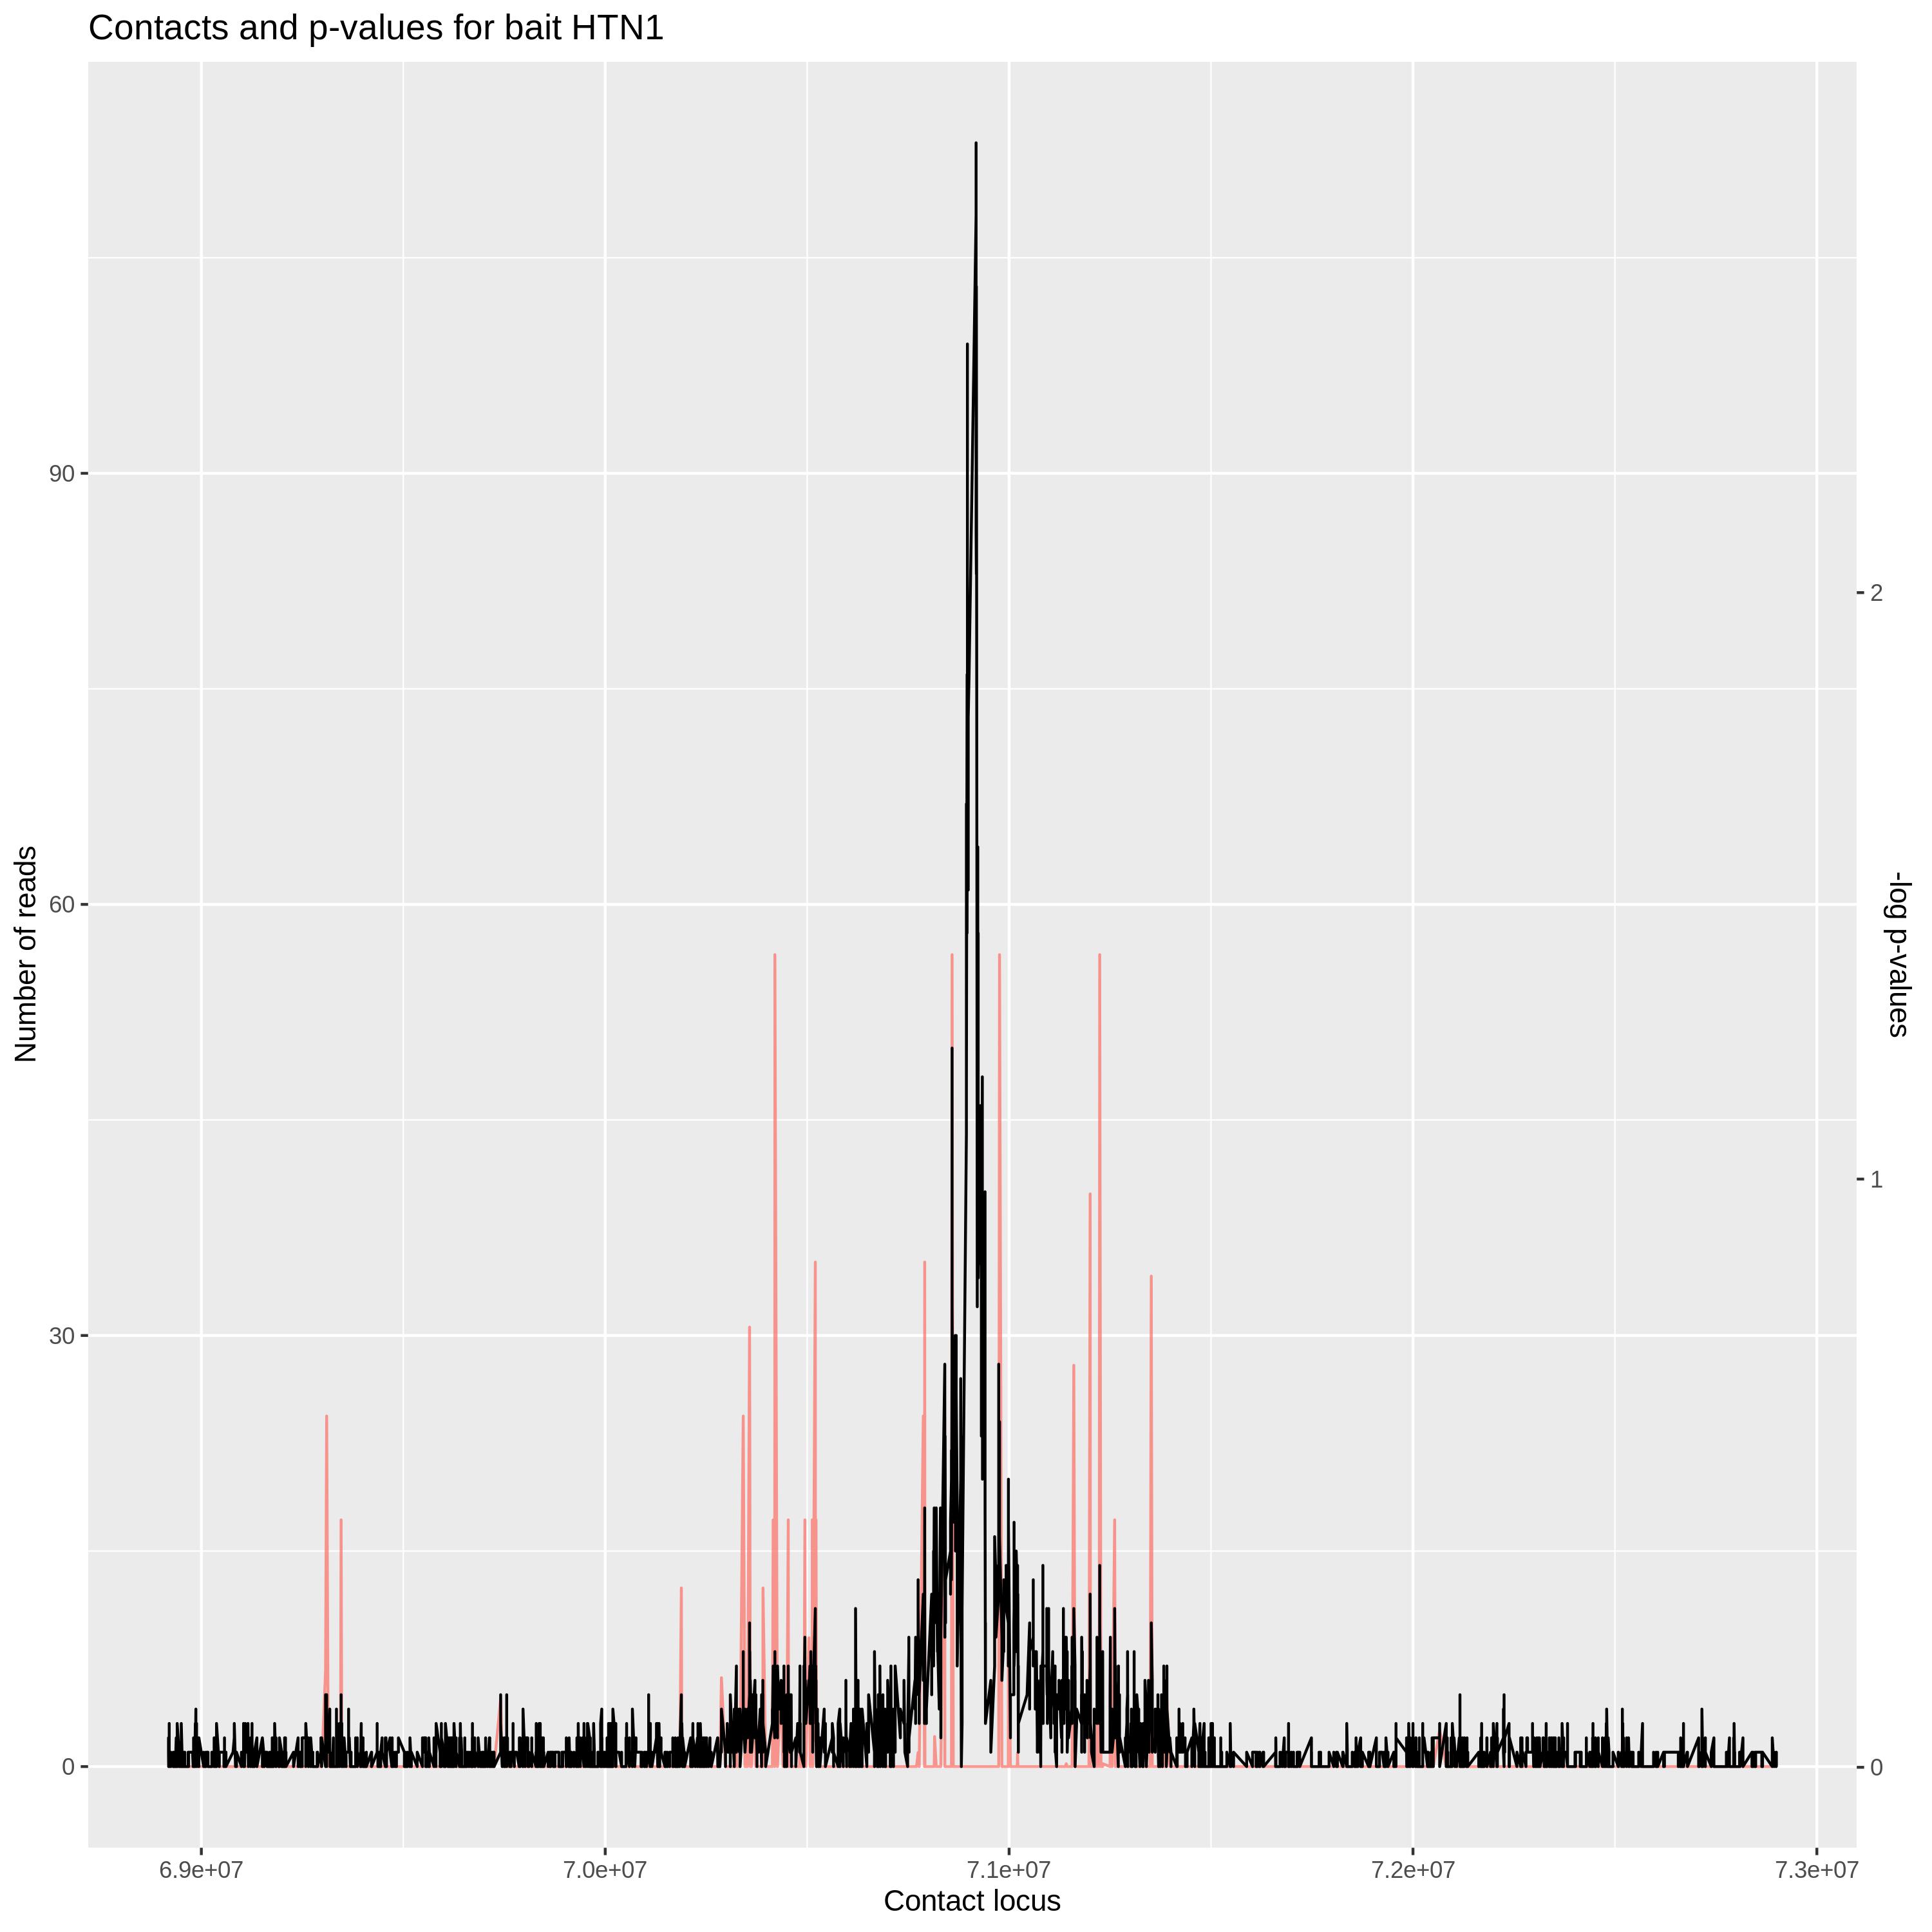 Contacts and p-values for bait HTN1
90
60
30
0
Number of reads
2
1
0
-log p-values
6.9e+07 7.0e+07 7.1e+07 7.2e+07 7.3e+07
Contact locus